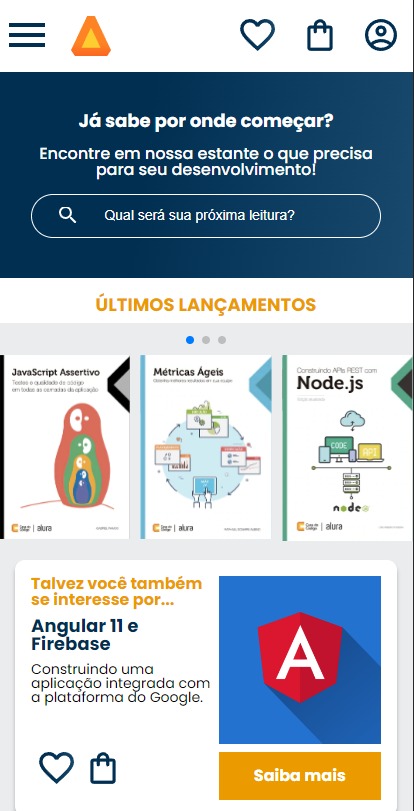 Já sabe por onde começar?
Encontre em nossa estante o que precisa
para seu desenvolvimento!
Qual será sua próxima leitura?
ÚLTIMOS LANÇAMENTOS
JavaScript Assertivo
Testes e qualidade de código
em todas as camadas da aplicação
Casa do Código | alura
Métricas Ágeis
Obtenha melhores resultados em sua equipe
Casa do Código | alura
Construindo APIs REST com
Node.js
CODE
API
node
Casa do Código | alura
Talvez você também
se interesse por...
Angular 11 e
Firebase
Construindo uma
aplicação integrada com
a plataforma do Google.
A
Saiba mais